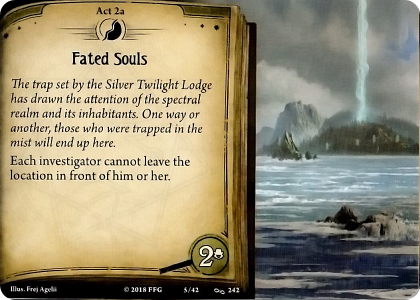 Act 2a
Fated Souls
The trap set by the Silver Twilight Lodge
has drawn the attention of the spectral
realm and its inhabitants. One way or
another, those who were trapped in the
mist will end up here.
Each investigator cannot leave the
location in front of him or her.
2
Illus. Frej Agelii
© 2018 FFG
5/42
242